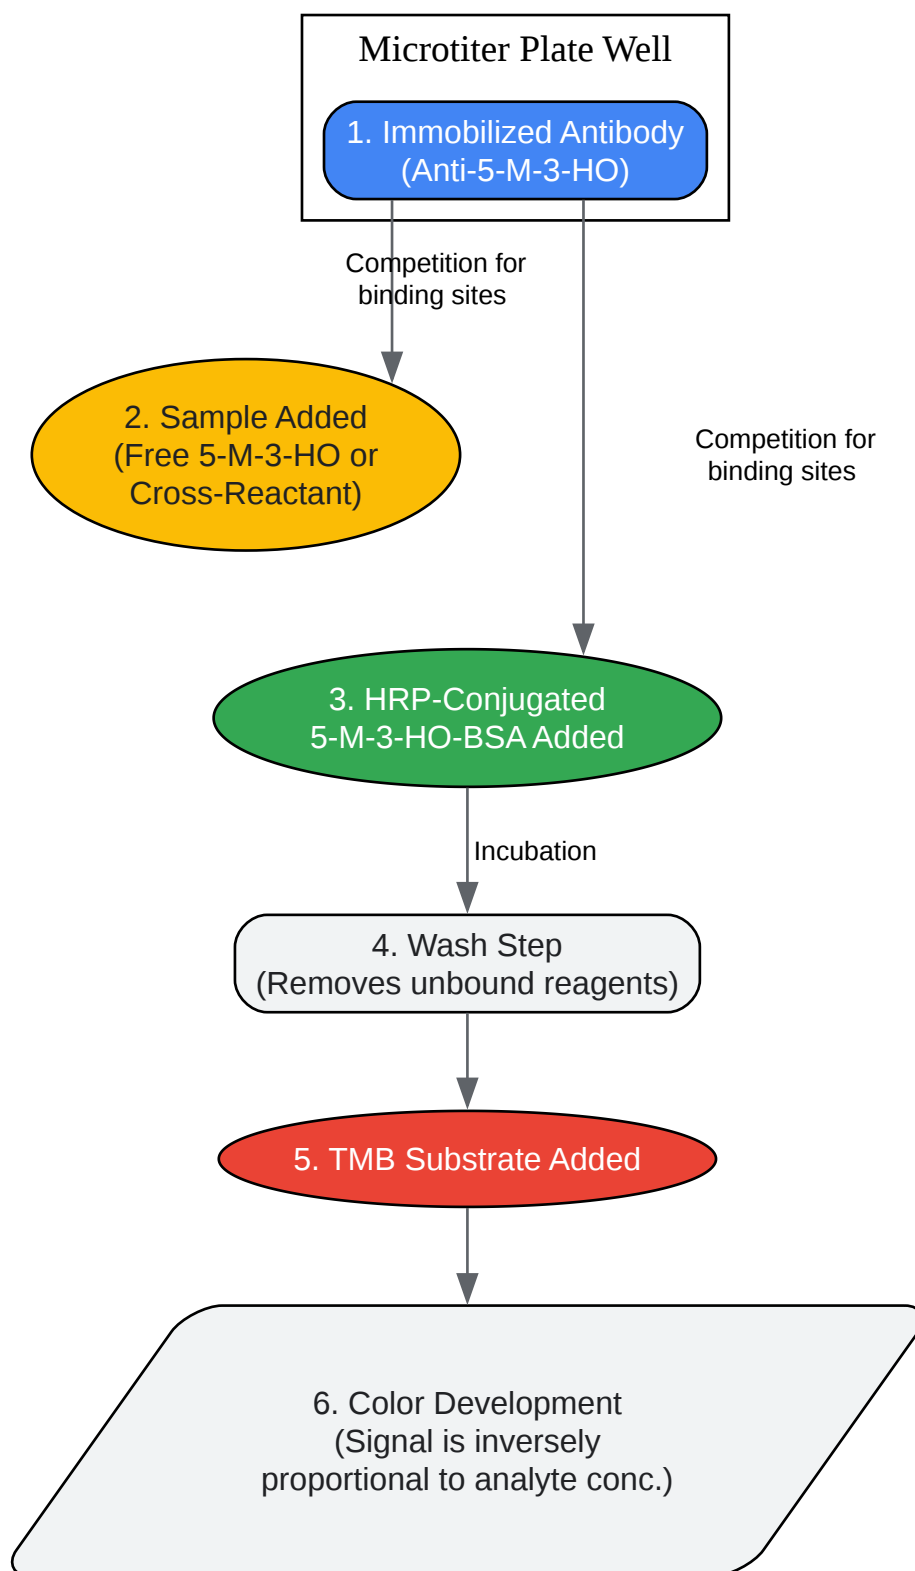 Microtiter Plate Well
1. Immobilized Antibody
(Anti-5-M-3-HO)
Competition for
binding sites
2. Sample Added
(Free 5-M-3-HO or
Cross-Reactant)
Competition for
binding sites
3. HRP-Conjugated
5-M-3-HO-BSA Added
Incubation
4. Wash Step
(Removes unbound reagents)
5. TMB Substrate Added
6. Color Development
(Signal is inversely
proportional to analyte conc.)